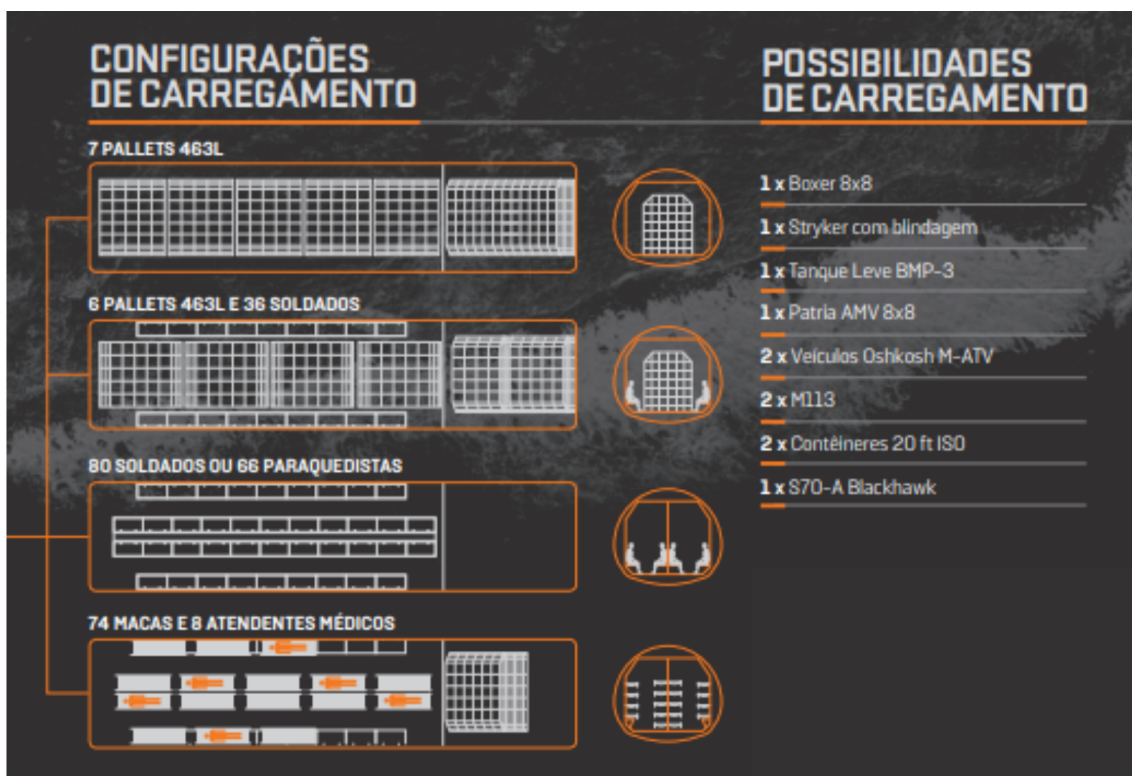 CONFIGURAÇÕES
DE CARREGAMENTO
7 PALLETS 463L
6 PALLETS 463L E 36 SOLDADOS
80 SOLDADOS OU 66 PARAQUEDISTAS
74 MACAS E 8 ATENDENTES MÉDICOS
POSSIBILIDADES
DE CARREGAMENTO
1 x Boxer 8x8
1 x Stryker com blindagem
1 x Tanque Leve BMP-3
1 x Patria AMV 8x8
2 x Veículos Oshkosh M-ATV
2 x M113
2 x Contêineres 20 ft ISO
1 x S70-A Blackhawk